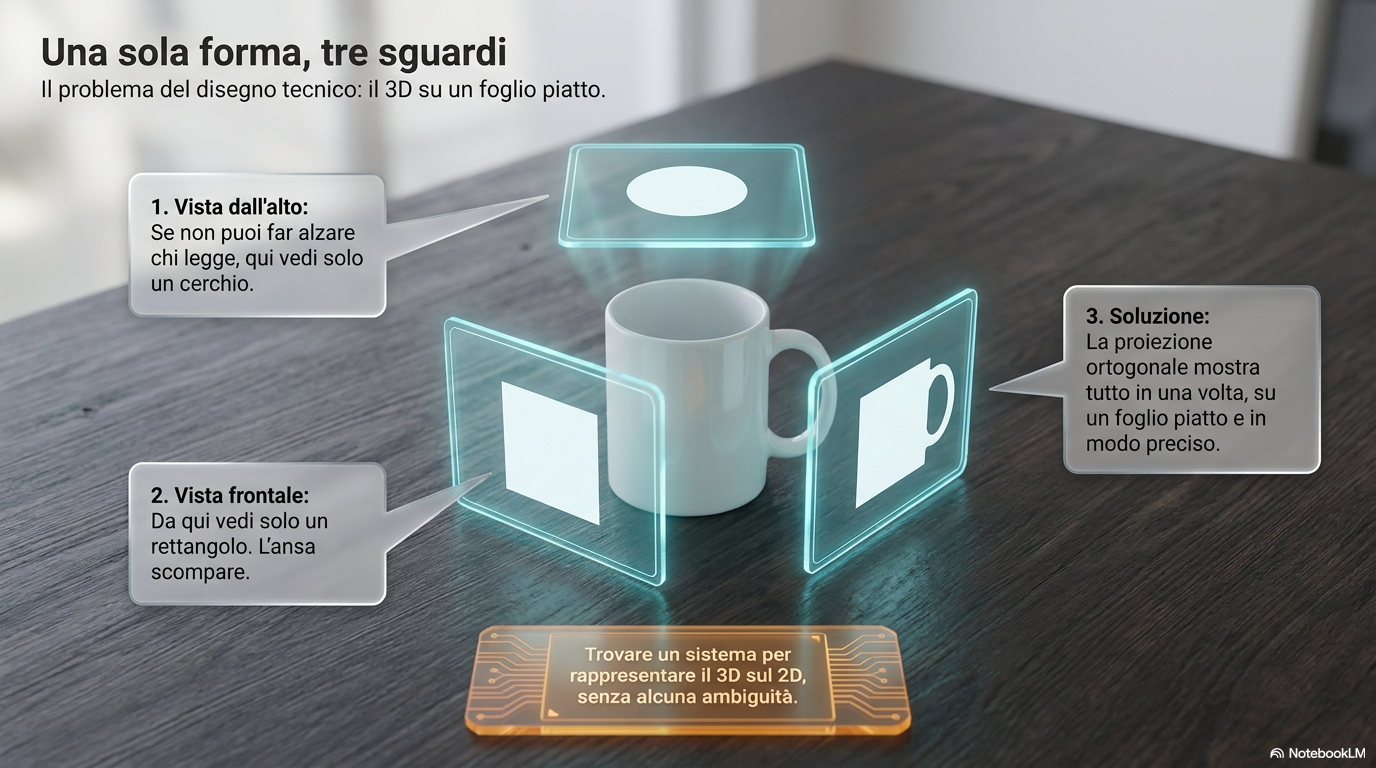 Una sola forma, tre sguardi
Il problema del disegno tecnico: il 3D su un foglio piatto.
1. Vista dall'alto:
Se non puoi far alzare
chi legge, qui vedi solo
un cerchio.
2. Vista frontale:
Da qui vedi solo un
rettangolo. L’ansa
scompare.
3. Soluzione:
La proiezione
ortogonale mostra
tutto in una volta, su
un foglio piatto e in
modo preciso.
Trovare un sistema per
rappresentare il 3D sul 2D,
senza alcuna ambiguità.
NotebookLM